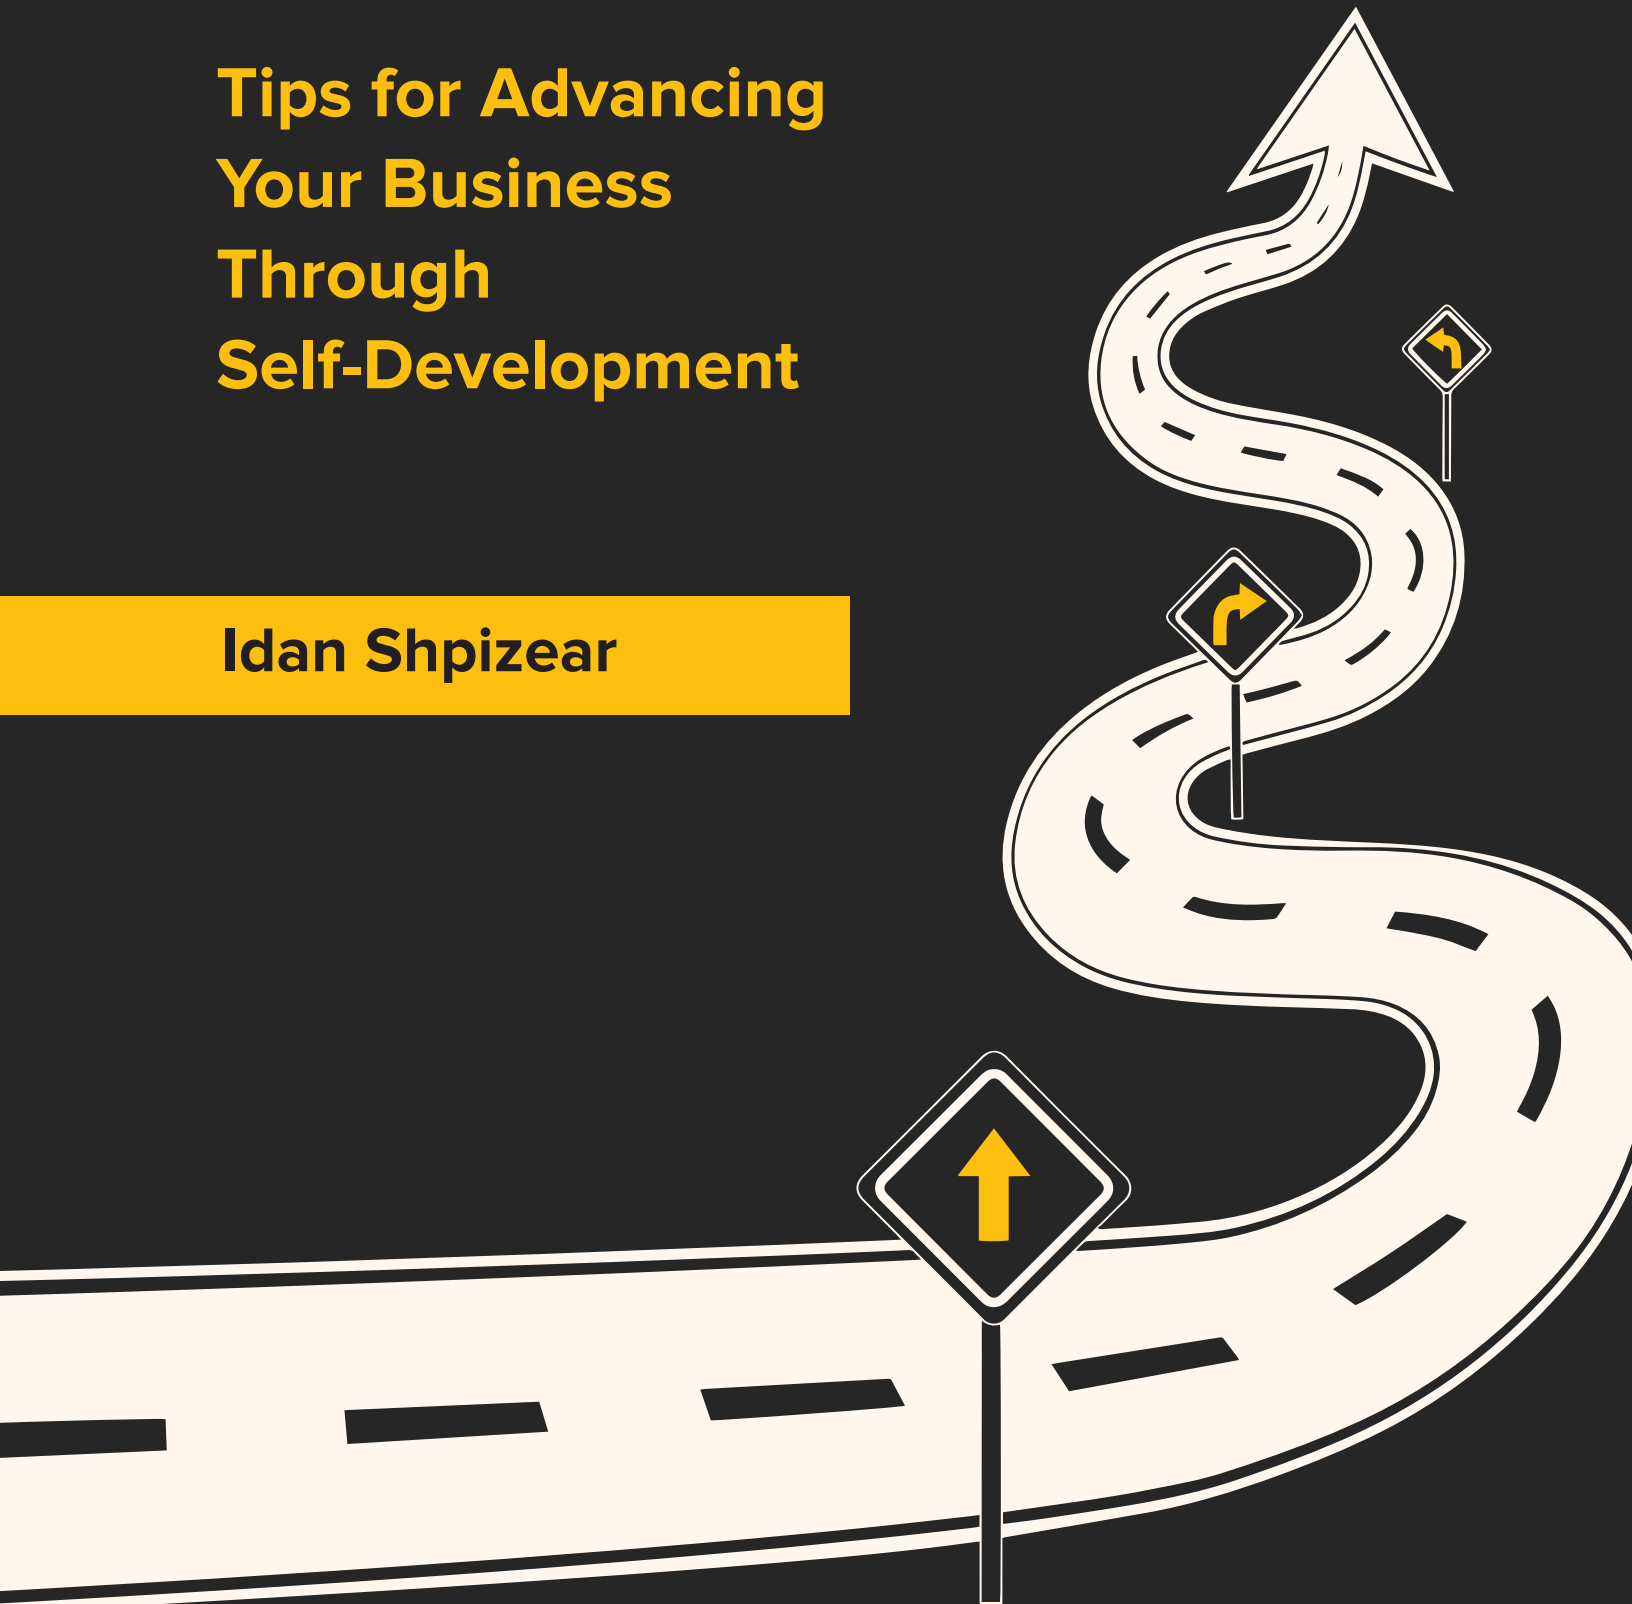 Tips for Advancing
Your Business
Through
Self-Development
Idan Shpizear